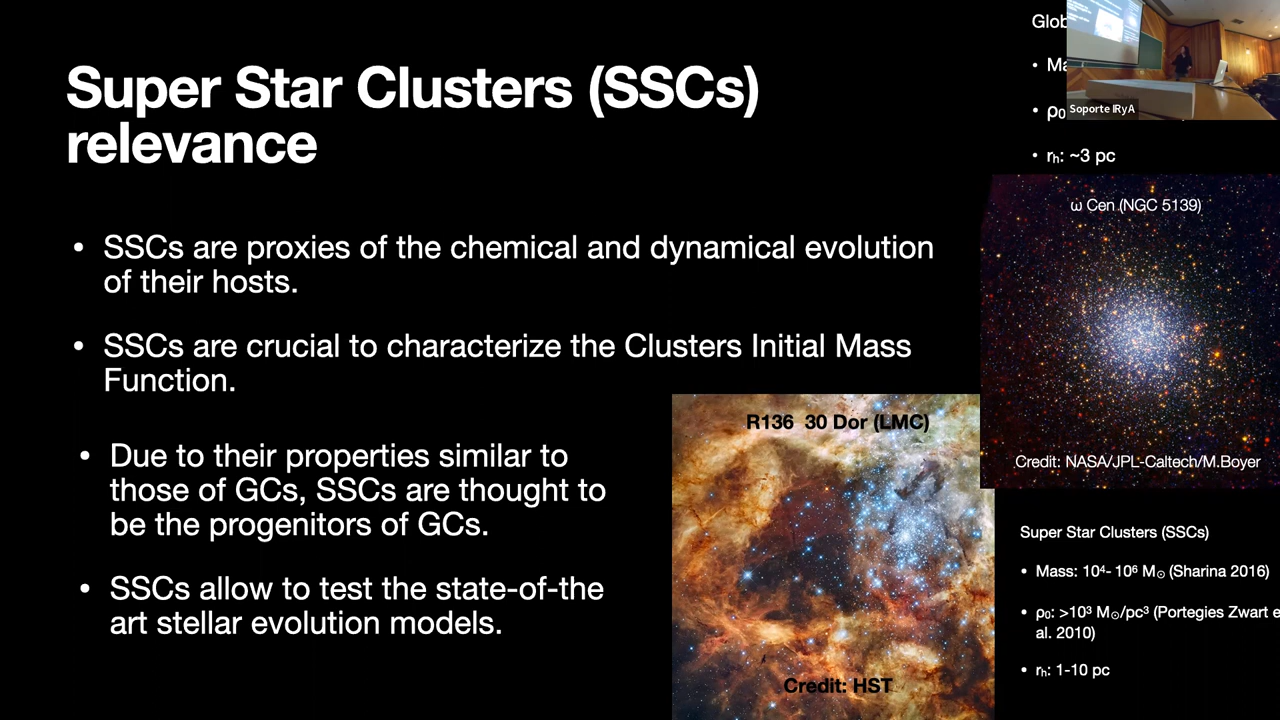 Super Star Clusters (SSCs)
relevance
• SSCs are proxies of the chemical and dynamical evolution
of their hosts.
• SSCs are crucial to characterize the Clusters Initial Mass
Function.
• Due to their properties similar to
those of GCs, SSCs are thought to
be the progenitors of GCs.
• SSCs allow to test the state-of-the
art stellar evolution models.
R136 30 Dor (LMC)
Credit: HST
Soporte IRyA
• ρ₀
• rₕ: ~3 pc
ω Cen (NGC 5139)
Credit: NASA/JPL-Caltech/M.Boyer
Super Star Clusters (SSCs)
• Mass: 10⁴- 10⁶ M☉ (Sharina 2016)
• ρ₀: >10³ M☉/pc³ (Portegies Zwart e
al. 2010)
• rₕ: 1-10 pc